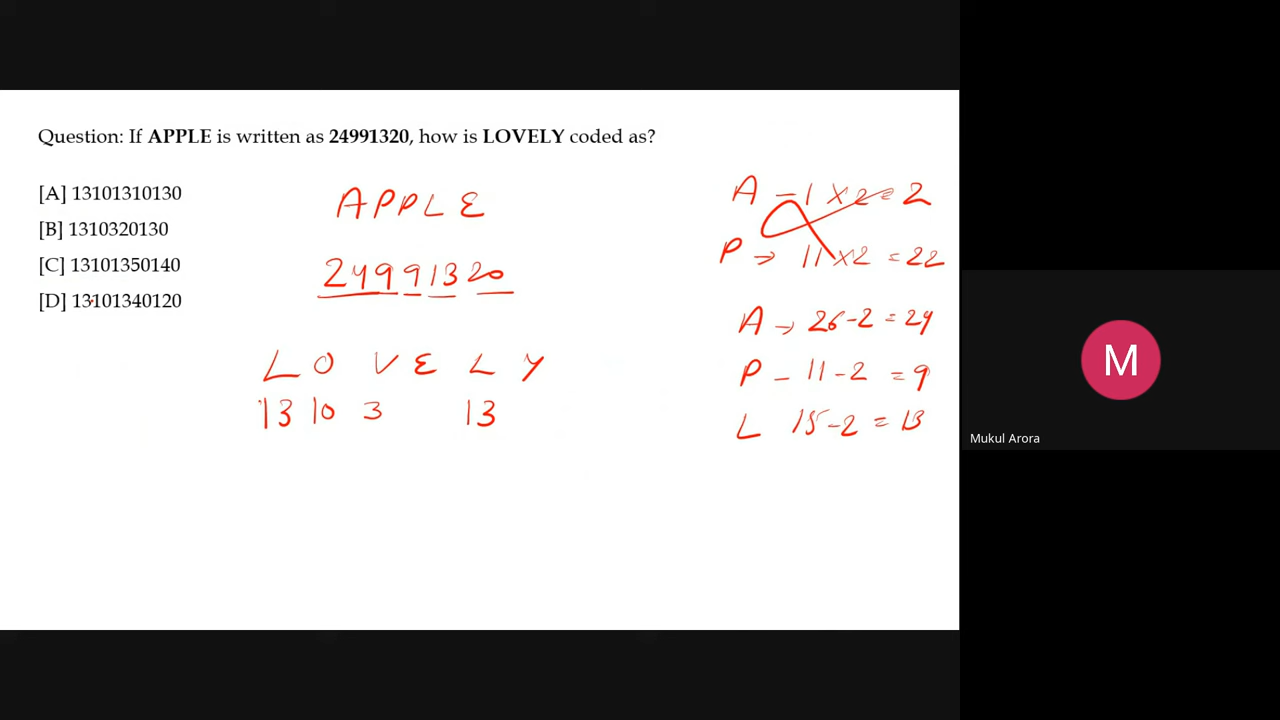 Question: If APPLE is written as 24991320, how is LOVELY coded as?
[A] 13101310130
[B] 1310320130
[C] 13101350140
[D] 13101340120
A P P L E
24991320
L O V E L Y
13 10 3 13
A - 1 X 2 = 2
P → 11 X 2 = 22
A → 26-2 = 24
P - 11-2 = 9
L 15-2 = 13
M
Mukul Arora